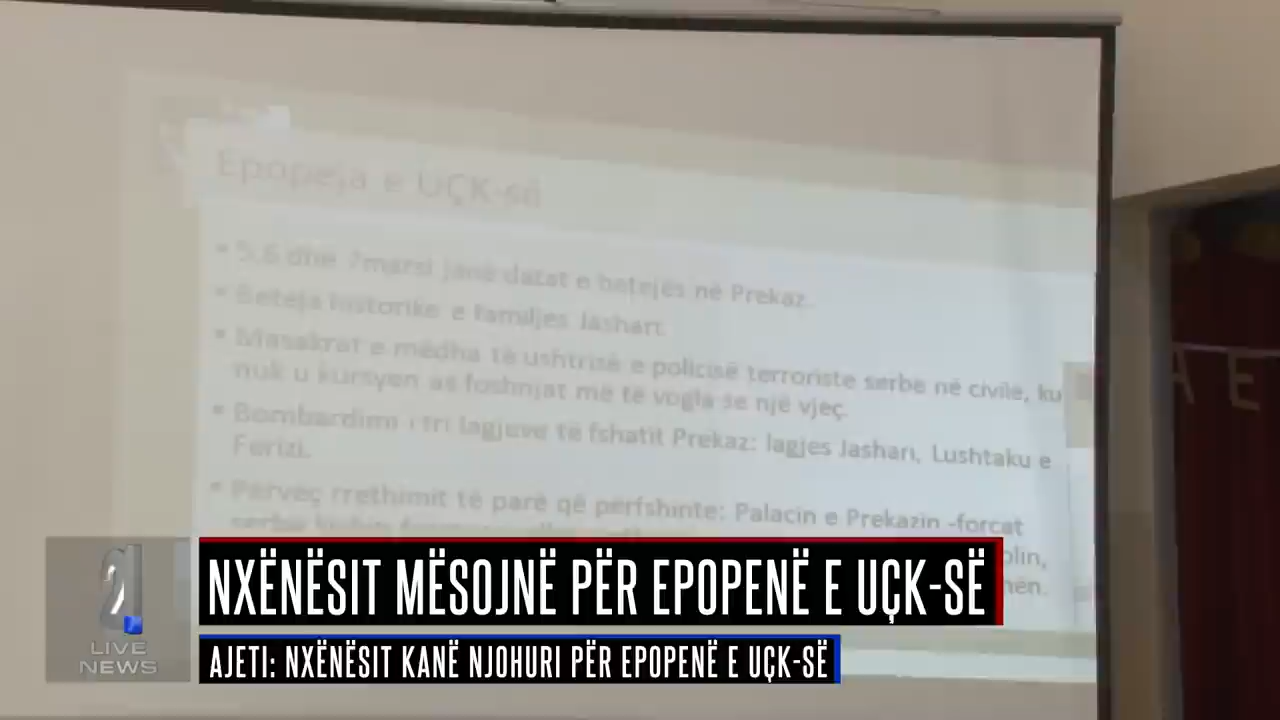 Epopeja e UÇK-së
• 5,6 dhe 7marsi janë datat e betejës në Prekaz.
• Beteja historike e familjes Jashari.
• Masakrat e mëdha të ushtrisë e policisë terroriste serbe në civilë, ku
nuk u kursyen as foshnjat më të vogla se një vjeç.
• Bombardimi i tri lagjeve të fshatit Prekaz: lagjes Jashari, Lushtaku e
Ferizi.
• Përveç rrethimit të parë që përfshinte: Palacin e Prekazin -forcat
A E
NXËNËSIT MËSOJNË PËR EPOPENË E UÇK-SË
LIVE
NEWS
AJETI: NXËNËSIT KANË NJOHURI PËR EPOPENË E UÇK-SË